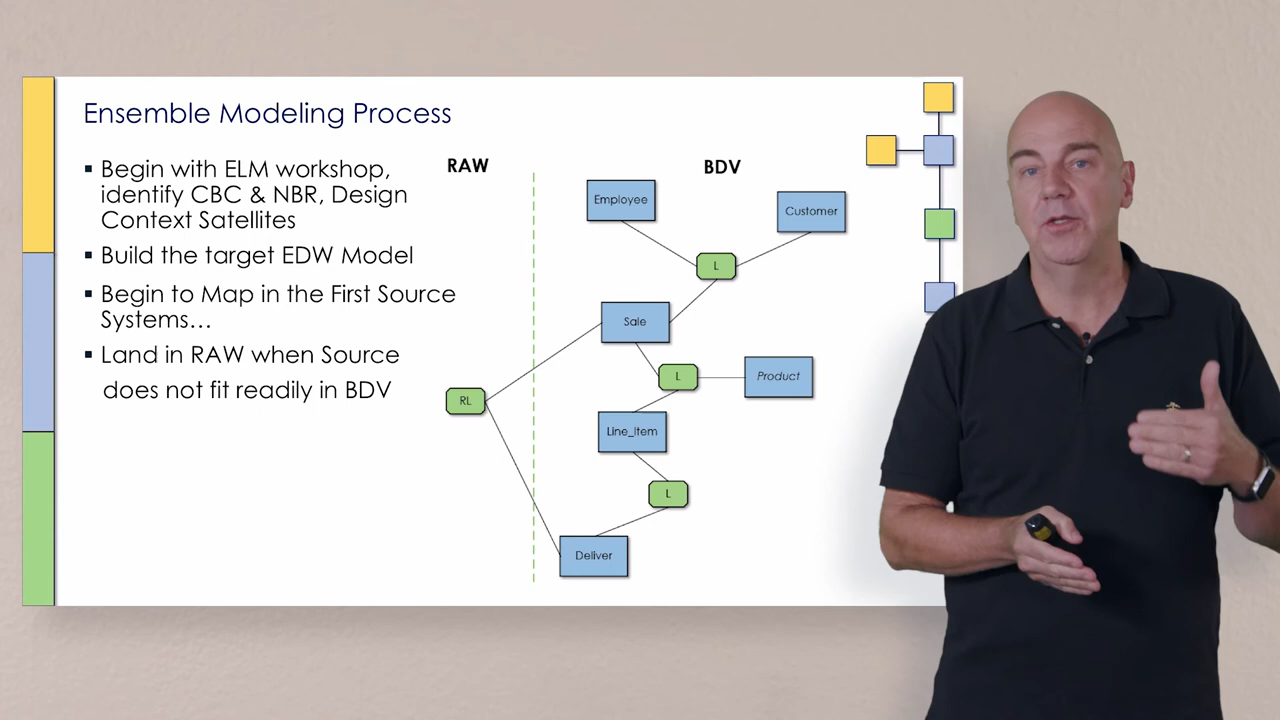 Ensemble Modeling Process
▪ Begin with ELM workshop,
identify CBC & NBR, Design
Context Satellites
▪ Build the target EDW Model
▪ Begin to Map in the First Source
Systems...
▪ Land in RAW when Source
does not fit readily in BDV
RAW
BDV
Employee
Customer
L
Sale
L
Product
RL
Line_Item
L
Deliver